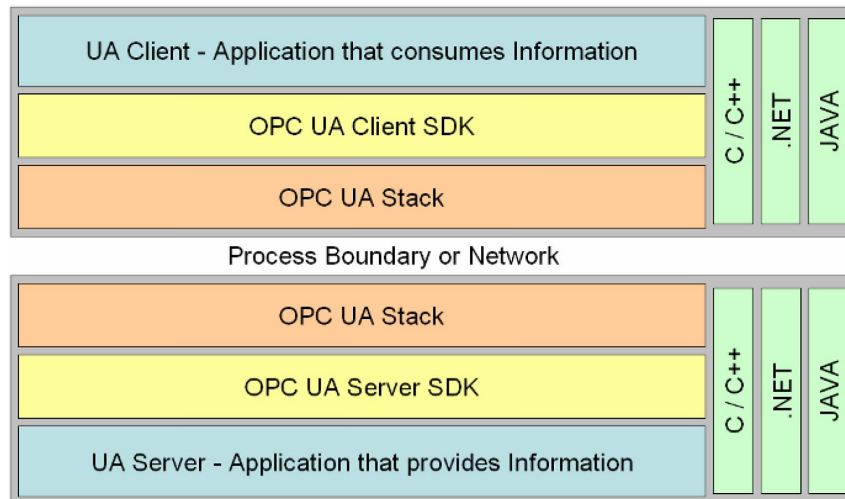 UA Client - Application that consumes Information
OPC UA Client SDK
OPC UA Stack
C / C++
.NET
JAVA
Process Boundary or Network
OPC UA Stack
OPC UA Server SDK
UA Server - Application that provides Information
C / C++
.NET
JAVA